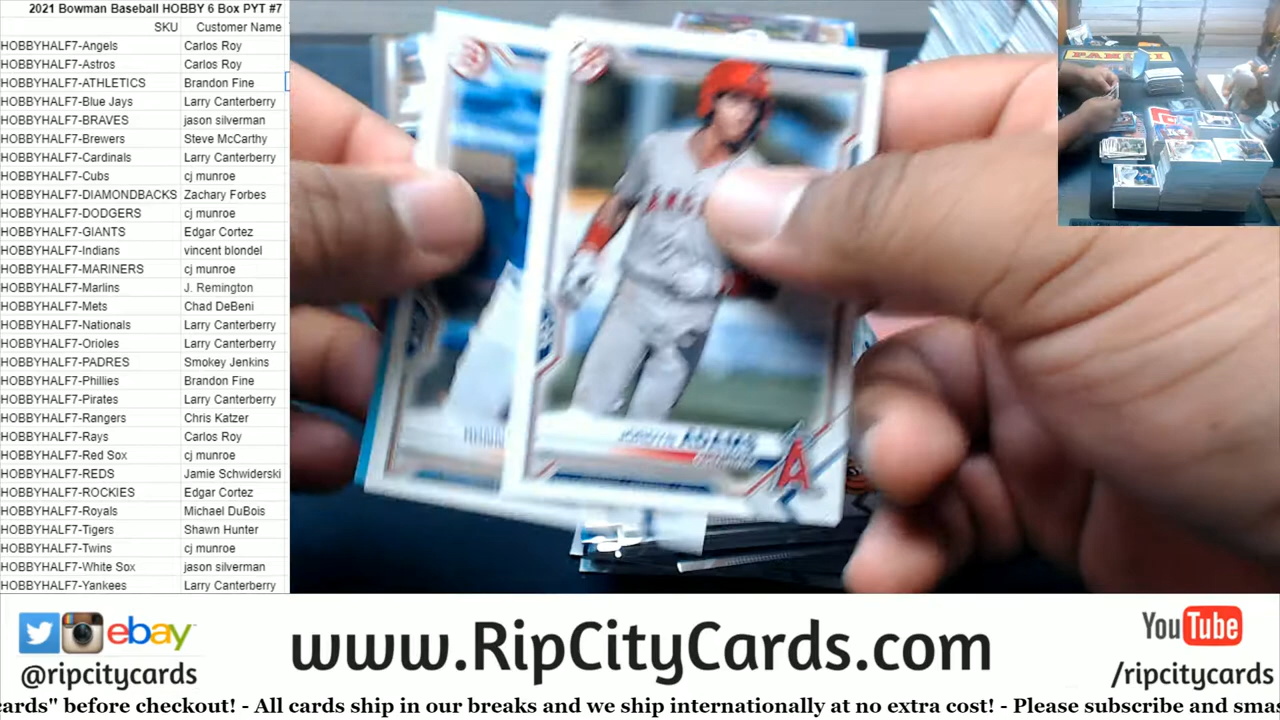 2021 Bowman Baseball HOBBY 6 Box PYT #7
SKU Customer Name
HOBBYHALF7-Angels Carlos Roy
HOBBYHALF7-Astros Carlos Roy
HOBBYHALF7-ATHLETICS Brandon Fine
HOBBYHALF7-Blue Jays Larry Canterberry
HOBBYHALF7-BRAVES jason silverman
HOBBYHALF7-Brewers Steve McCarthy
HOBBYHALF7-Cardinals Larry Canterberry
HOBBYHALF7-Cubs cj munroe
HOBBYHALF7-DIAMONDBACKS Zachary Forbes
HOBBYHALF7-DODGERS cj munroe
HOBBYHALF7-GIANTS Edgar Cortez
HOBBYHALF7-Indians vincent blondel
HOBBYHALF7-MARINERS cj munroe
HOBBYHALF7-Marlins J. Remington
HOBBYHALF7-Mets Chad DeBeni
HOBBYHALF7-Nationals Larry Canterberry
HOBBYHALF7-Orioles Larry Canterberry
HOBBYHALF7-PADRES Smokey Jenkins
HOBBYHALF7-Phillies Brandon Fine
HOBBYHALF7-Pirates Larry Canterberry
HOBBYHALF7-Rangers Chris Katzer
HOBBYHALF7-Rays Carlos Roy
HOBBYHALF7-Red Sox cj munroe
HOBBYHALF7-REDS Jamie Schwiderski
HOBBYHALF7-ROCKIES Edgar Cortez
HOBBYHALF7-Royals Michael DuBois
HOBBYHALF7-Tigers Shawn Hunter
HOBBYHALF7-Twins cj munroe
HOBBYHALF7-White Sox jason silverman
HOBBYHALF7-Yankees Larry Canterberry
PANINI
ADAMS
A
ebay
@ripcitycards
www.RipCityCards.com
YouTube
/ripcitycards
cards" before checkout! - All cards ship in our breaks and we ship internationally at no extra cost! - Please subscribe and smas